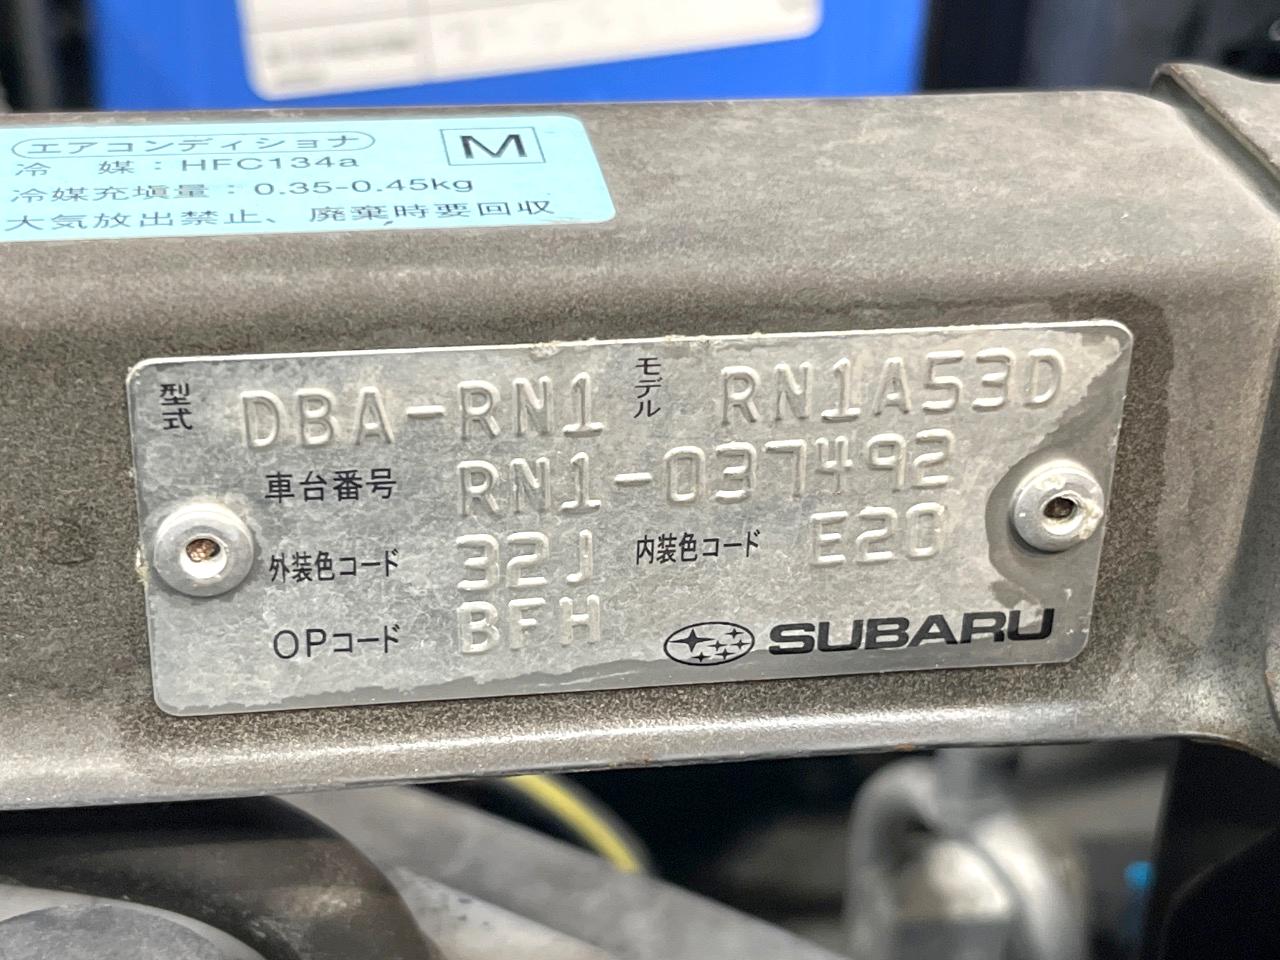 エアコンディショナ M
冷 媒：HFC134a
冷媒充填量：0.35-0.45kg
大気放出禁止、廃棄時要回収
型式 DBA-RN1 モデル RN1A53D
車台番号 RN1-037492
外装色コード 32J 内装色コード E20
OPコード BFH SUBARU